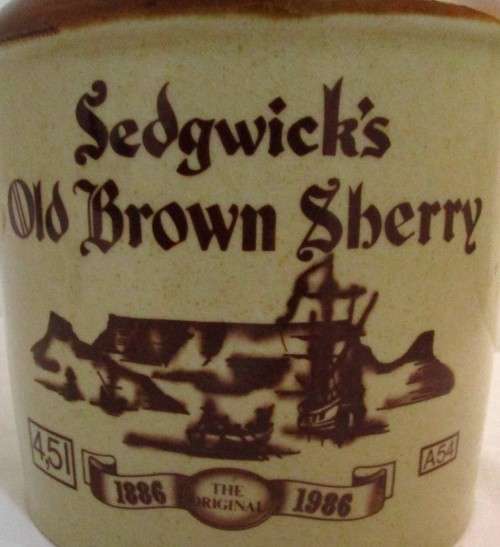 Sedgwick's
Old Brown Sherry
4,5l
A54
1886 THE ORIGINAL 1986